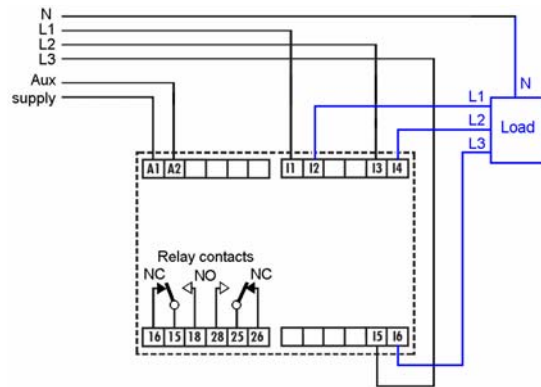 N
L1
L2
L3
Aux
supply
N
L1
L2
L3
Load
A1 A2 I1 I2 I3 I4
Relay contacts
NC NO NC
16 15 18 28 25 26 I5 I6